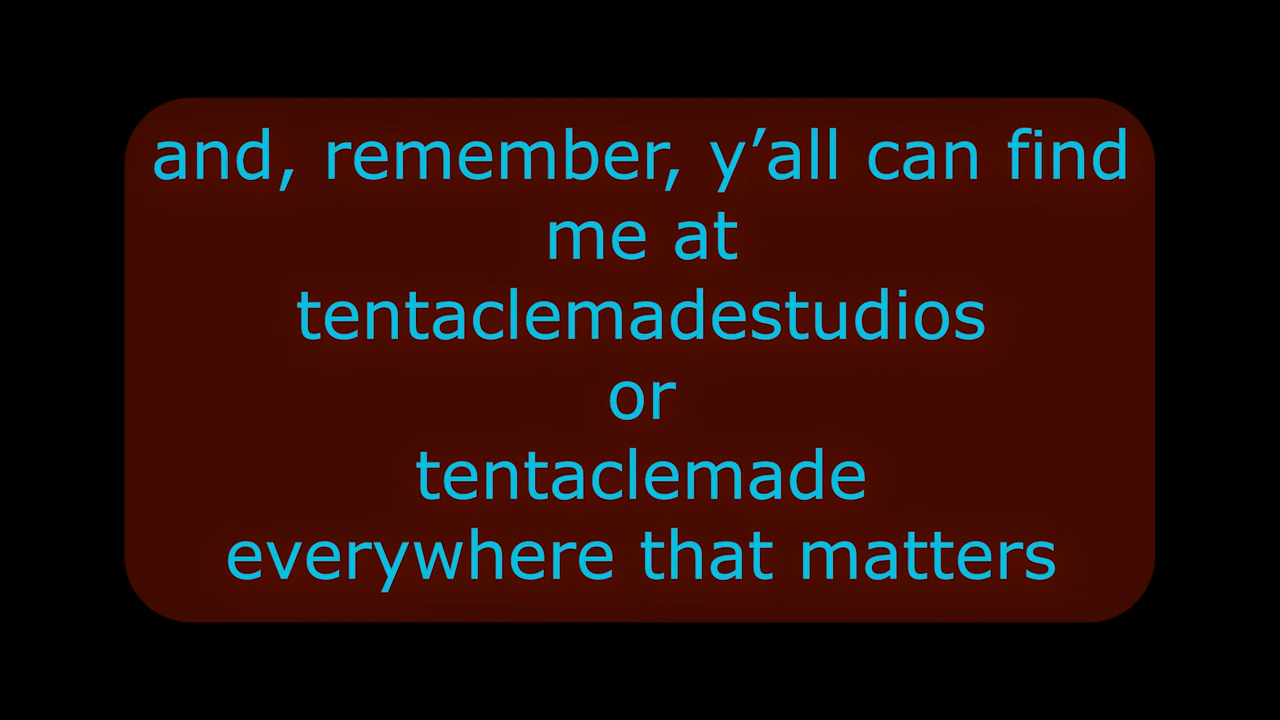 and, remember, y’all can find
me at
tentaclemadestudios
or
tentaclemade
everywhere that matters